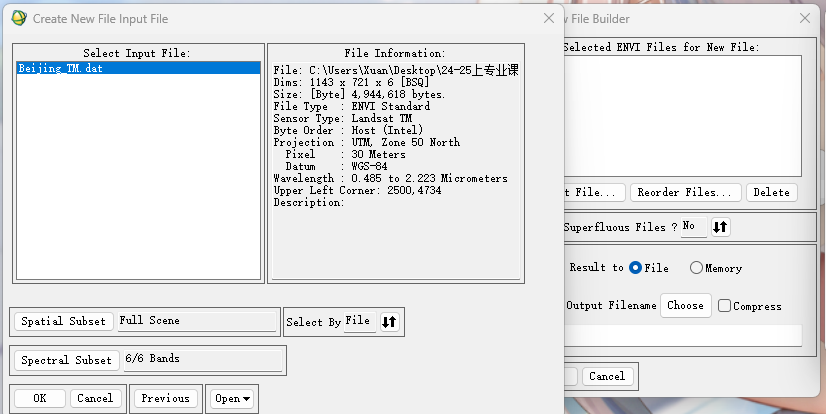 Create New File Input File
Select Input File:
Beijing_TM.dat
File Information:
File: C:\Users\Xuan\Desktop\24-25上专业课
Dims: 1143 x 721 x 6 [BSQ]
Size: [Byte] 4,944,618 bytes.
File Type : ENVI Standard
Sensor Type: Landsat TM
Byte Order : Host (Intel)
Projection : UTM, Zone 50 North
Pixel : 30 Meters
Datum : WGS-84
Wavelength : 0.485 to 2.223 Micrometers
Upper Left Corner: 2500,4734
Description:
Spatial Subset Full Scene
Select By File
Spectral Subset 6/6 Bands
OK Cancel Previous Open
File Builder
Selected ENVI Files for New File:
File... Reorder Files... Delete
Superfluous Files ? No
Result to File Memory
Output Filename Choose Compress
Cancel